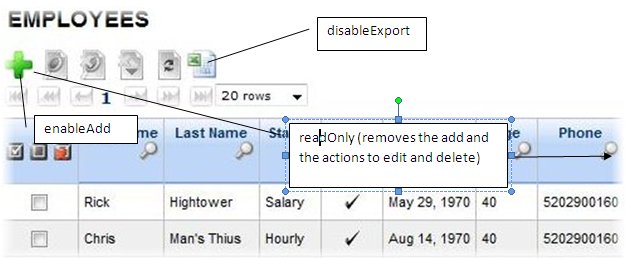 EMPLOYEES
disableExport
1
20 rows
enableAdd
readOnly (removes the add and
the actions to edit and delete)
me Last Name Sta ge Phone
Rick Hightower Salary ✓ May 29, 1970 40 5202900160
Chris Man's Thius Hourly ✓ Aug 14, 1970 40 5202900160